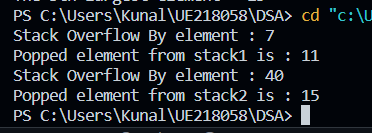 PS C:\Users\Kunal\UE218058\DSA> cd "c:\U
Stack Overflow By element : 7
Popped element from stack1 is : 11
Stack Overflow By element : 40
Popped element from stack2 is : 15
PS C:\Users\Kunal\UE218058\DSA>